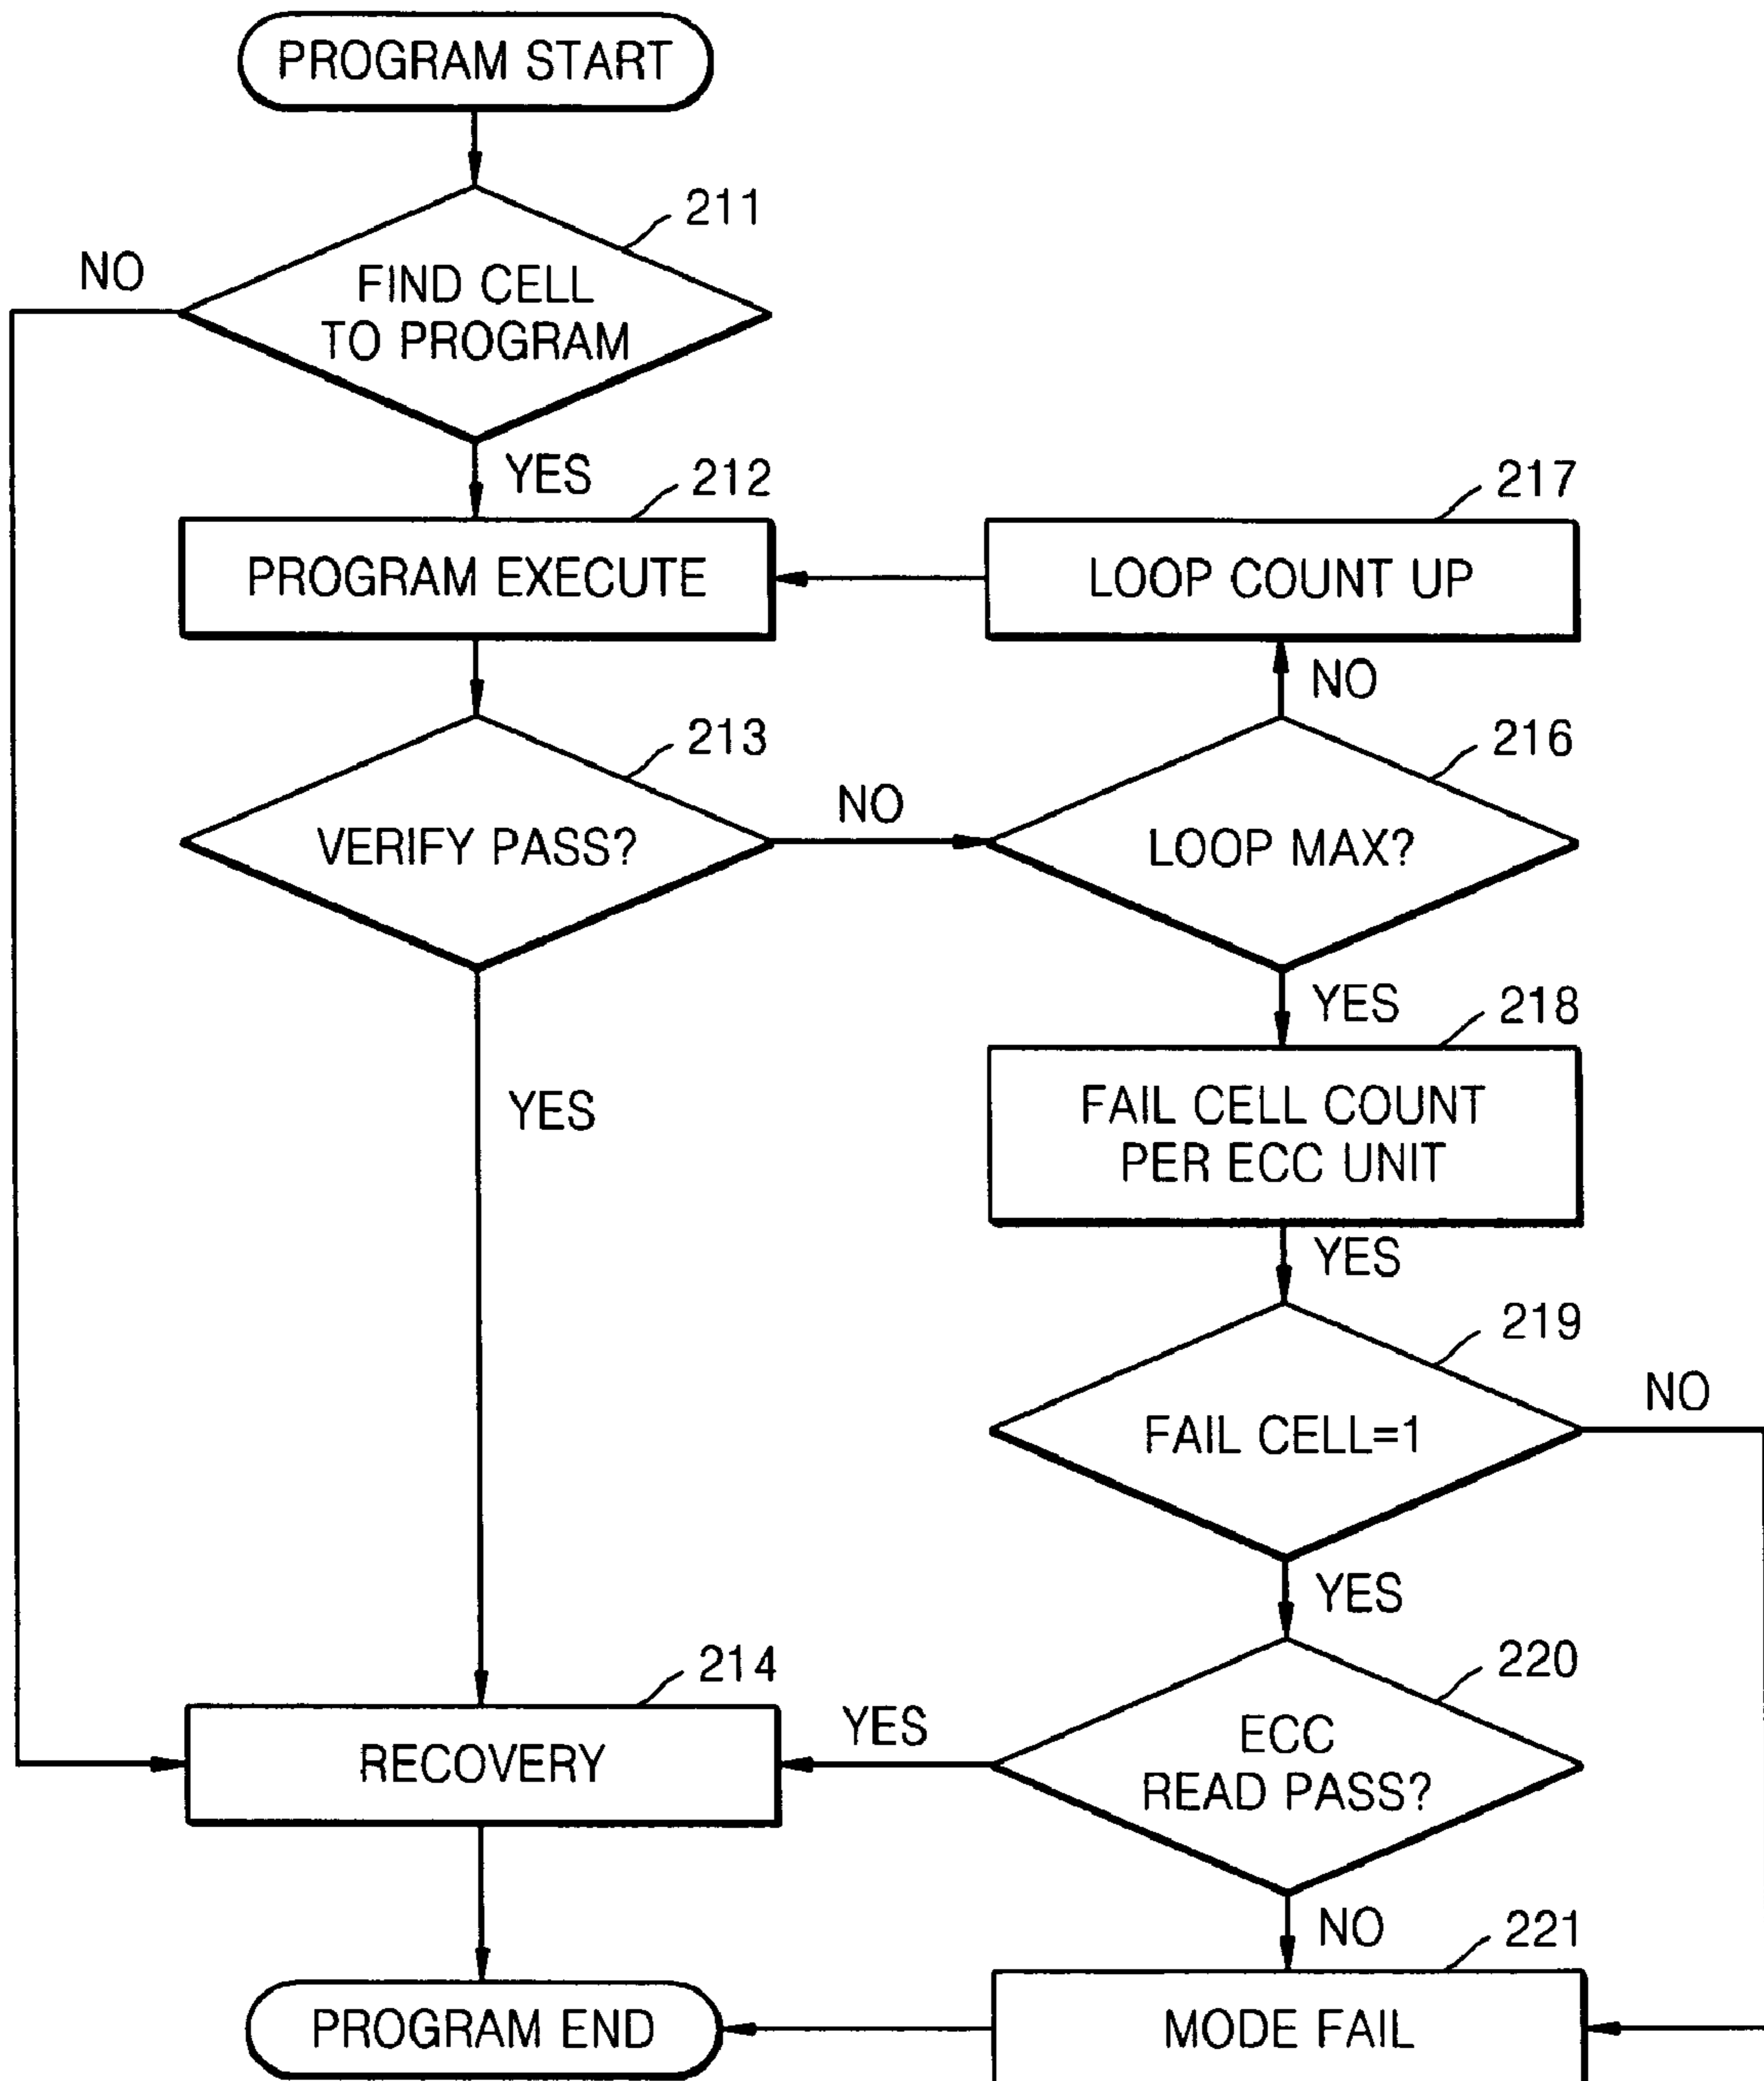 PROGRAM START
211
NO
FIND CELL
TO PROGRAM
YES
212
217
PROGRAM EXECUTE
LOOP COUNT UP
NO
213
216
NO
VERIFY PASS?
LOOP MAX?
YES
218
YES
FAIL CELL COUNT
PER ECC UNIT
YES
219
NO
FAIL CELL=1
YES
214
220
YES
RECOVERY
ECC
READ PASS?
NO
221
PROGRAM END
MODE FAIL